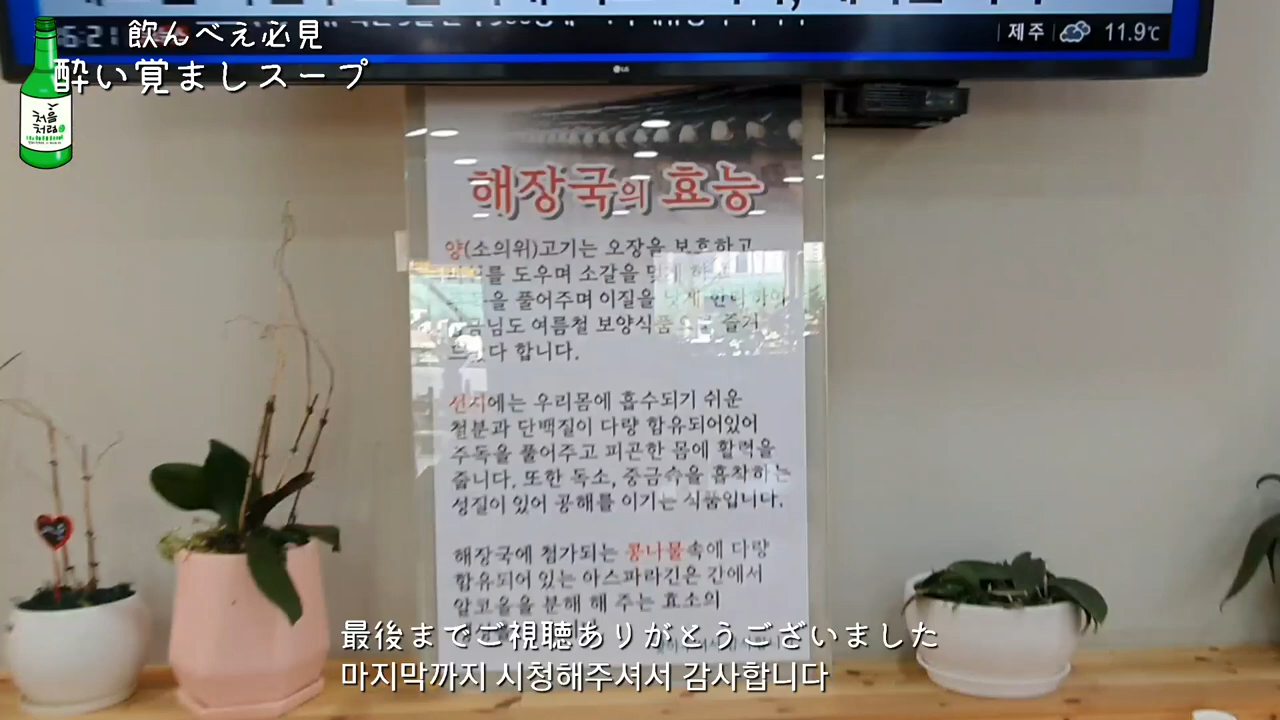 제주 11.9℃
飲んべえ必見
酔い覚ましスープ
처음
처럼
LG
해장국의 효능
양(소의위)고기는 오장을 보호하고
를 도우며 소갈을 하
을 풀어주며 이질을
님도 여름철 보양식품
다 합니다.
선지에는 우리몸에 흡수되기 쉬운
철분과 단백질이 다량 함유되어있어
주독을 풀어주고 피곤한 몸에 활력을
줍니다. 또한 독소, 중금속을 흡착하는
성질이 있어 공해를 이기는 식품입니다.
해장국에 첨가되는 콩나물속에 다량
함유되어 있는 아스파라긴은 간에서
알코올을 분해 해 주는 효소의
最後までご視聴ありがとうございました
마지막까지 시청해주셔서 감사합니다